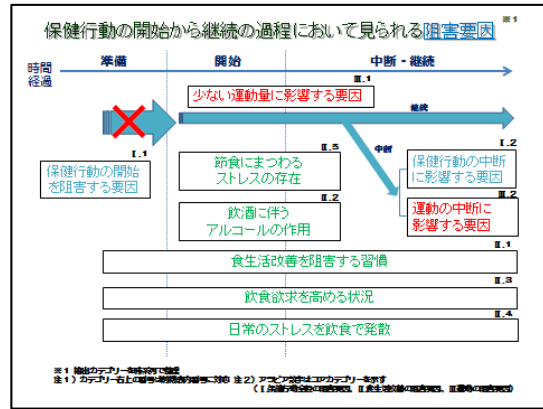 保健行動の開始から継続の過程において見られる阻害要因 ※1
時間
経過
準備
開始
中断・継続
Ⅲ.1
少ない運動量に影響する要因
継続
Ⅰ.1
保健行動の開始
を阻害する要因
Ⅱ.5
節食にまつわる
ストレスの存在
中断
Ⅰ.2
保健行動の中断
に影響する要因
Ⅱ.2
飲酒に伴う
アルコールの作用
Ⅲ.2
運動の中断に
影響する要因
Ⅱ.1
食生活改善を阻害する習慣
Ⅱ.3
飲食欲求を高める状況
Ⅱ.4
日常のストレスを飲食で発散